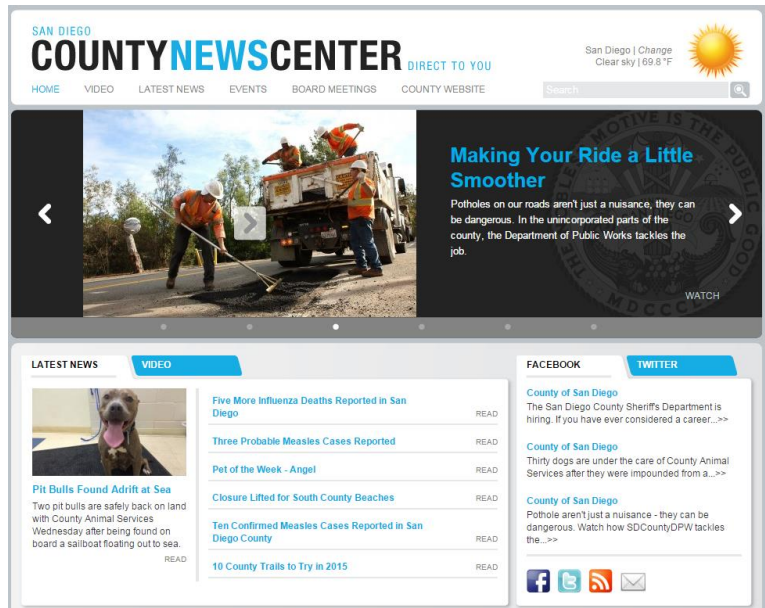 SAN DIEGO
COUNTYNEWSCENTER DIRECT TO YOU
San Diego | Change
Clear sky | 69.8 °F
HOME VIDEO LATEST NEWS EVENTS BOARD MEETINGS COUNTY WEBSITE
Search
Making Your Ride a Little
Smoother
Potholes on our roads aren't just a nuisance, they can
be dangerous. In the unincorporated parts of the
county, the Department of Public Works tackles the
job.
WATCH
LATEST NEWS VIDEO
Pit Bulls Found Adrift at Sea
Two pot bulls are safely back on land
with County Animal Services
Wednesday after being found on
board a sailboat floating out to sea.
READ
Five More Influenza Deaths Reported in San
Diego READ
Three Probable Measles Cases Reported READ
Pet of the Week - Angel READ
Closure Lifted for South County Beaches READ
Ten Confirmed Measles Cases Reported in San
Diego County READ
10 County Trails to Try in 2015 READ
FACEBOOK TWITTER
County of San Diego
The San Diego County Sheriff's Department is
hiring. If you have ever considered a career...>>
County of San Diego
Thirty dogs are under the care of County Animal
Services after they were impounded from a...>>
County of San Diego
Pothole aren't just a nuisance - they can be
dangerous. Watch how SDCountyDPW tackles
the...>>